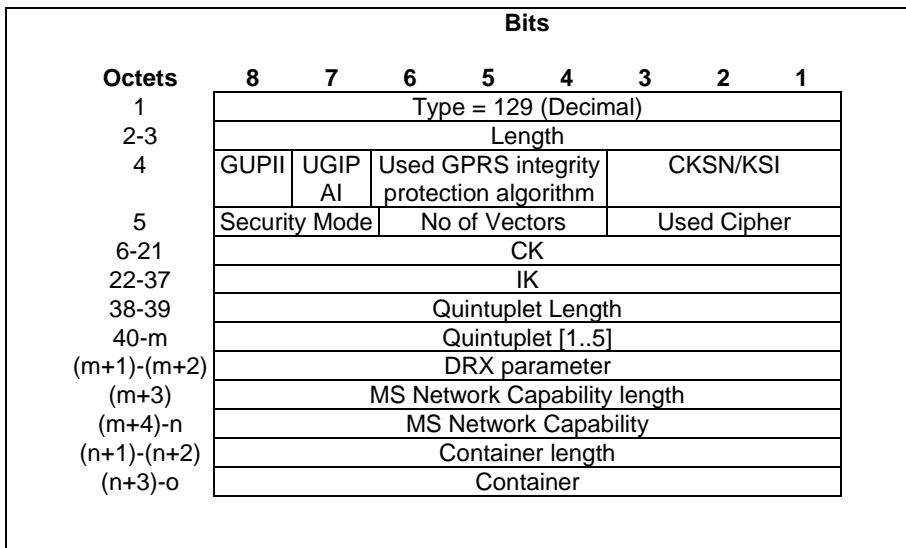 Bits
Octets 8 7 6 5 4 3 2 1
1 Type = 129 (Decimal)
2-3 Length
4 GUPII UGIP Used GPRS integrity CKSN/KSI
AI protection algorithm
5 Security Mode No of Vectors Used Cipher
6-21 CK
22-37 IK
38-39 Quintuplet Length
40-m Quintuplet [1..5]
(m+1)-(m+2) DRX parameter
(m+3) MS Network Capability length
(m+4)-n MS Network Capability
(n+1)-(n+2) Container length
(n+3)-o Container